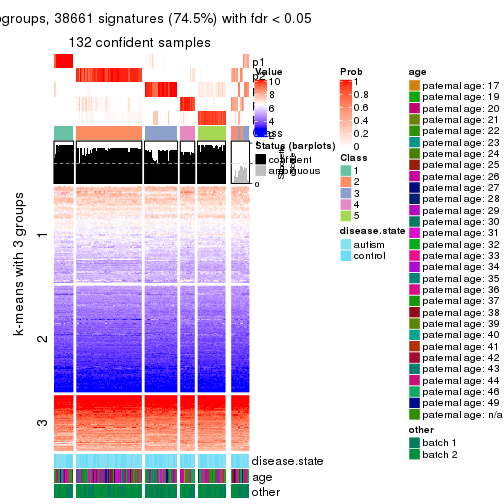 ogroups, 38661 signatures (74.5%) with fdr < 0.05
132 confident samples
p1
p2
Class
k-means with 3 groups
1
2
3
disease.state
age
other
Value
10
8
6
4
Status (barplots)
confident
ambiguous
0
Prob
1
0.8
0.6
0.4
0.2
0
Class
1
2
3
4
5
disease.state
autism
control
age
paternal age: 17
paternal age: 19
paternal age: 20
paternal age: 21
paternal age: 22
paternal age: 23
paternal age: 24
paternal age: 25
paternal age: 26
paternal age: 27
paternal age: 28
paternal age: 29
paternal age: 30
paternal age: 31
paternal age: 32
paternal age: 33
paternal age: 34
paternal age: 35
paternal age: 36
paternal age: 37
paternal age: 38
paternal age: 39
paternal age: 40
paternal age: 41
paternal age: 42
paternal age: 43
paternal age: 44
paternal age: 46
paternal age: 49
paternal age: n/a
other
batch 1
batch 2